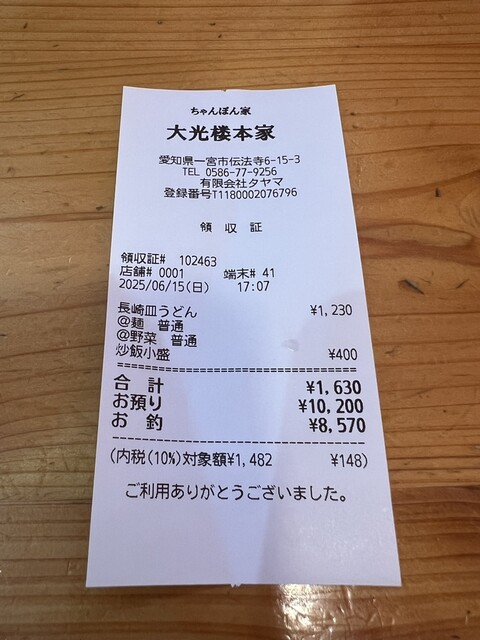 ちゃんぽん家
大光楼本家
愛知県一宮市伝法寺6-15-3
TEL 0586-77-9256
有限会社タヤマ
登録番号T1180002076796
領 収 証
領収証# 102463
店舗# 0001 端末# 41
2025/06/15(日) 17:07
長崎皿うどん ¥1,230
@麺 普通
@野菜 普通
炒飯小盛 ¥400
合 計 ¥1,630
お預り ¥10,200
お 釣 ¥8,570
(内税(10%)対象額¥1,482 ¥148)
ご利用ありがとうございました。